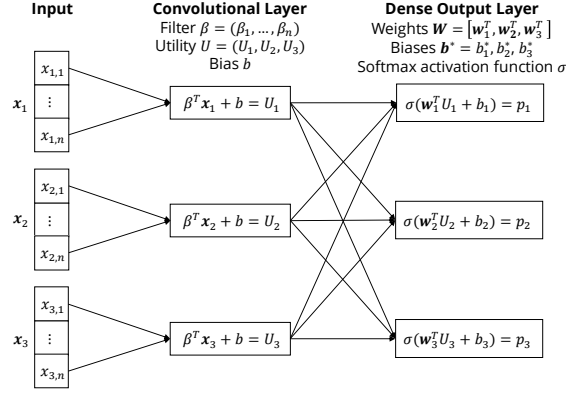 Input
Convolutional Layer
Filter β = (β₁, ..., βₙ)
Utility U = (U₁, U₂, U₃)
Bias b
Dense Output Layer
Weights W = [w₁ᵀ, w₂ᵀ, w₃ᵀ]
Biases b* = b₁*, b₂*, b₃*
Softmax activation function σ
x₁
x₁,₁
⋮
x₁,ₙ
βᵀx₁ + b = U₁
σ(w₁ᵀU₁ + b₁) = p₁
x₂
x₂,₁
⋮
x₂,ₙ
βᵀx₂ + b = U₂
σ(w₂ᵀU₂ + b₂) = p₂
x₃
x₃,₁
⋮
x₃,ₙ
βᵀx₃ + b = U₃
σ(w₃ᵀU₃ + b₃) = p₃